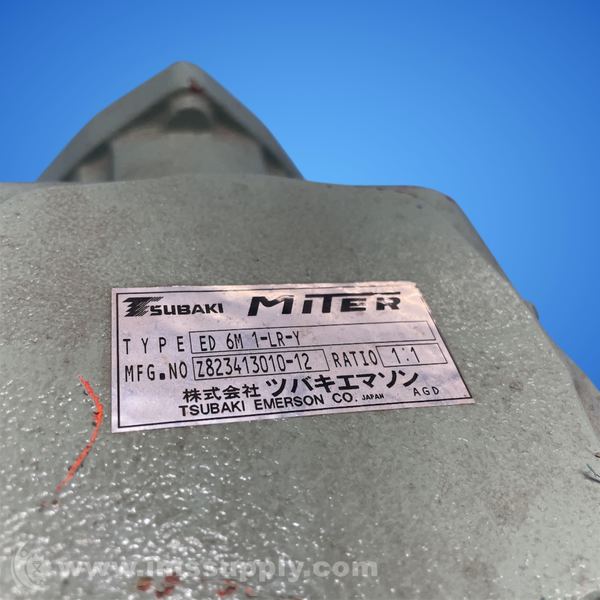 TSUBAKI MITER
TYPE ED 6M 1-LR-Y
MFG.NO Z823413010-12 RATIO 1:1
株式会社 ツバキエマソン
TSUBAKI EMERSON CO. JAPAN AGD
www.imssupply.com